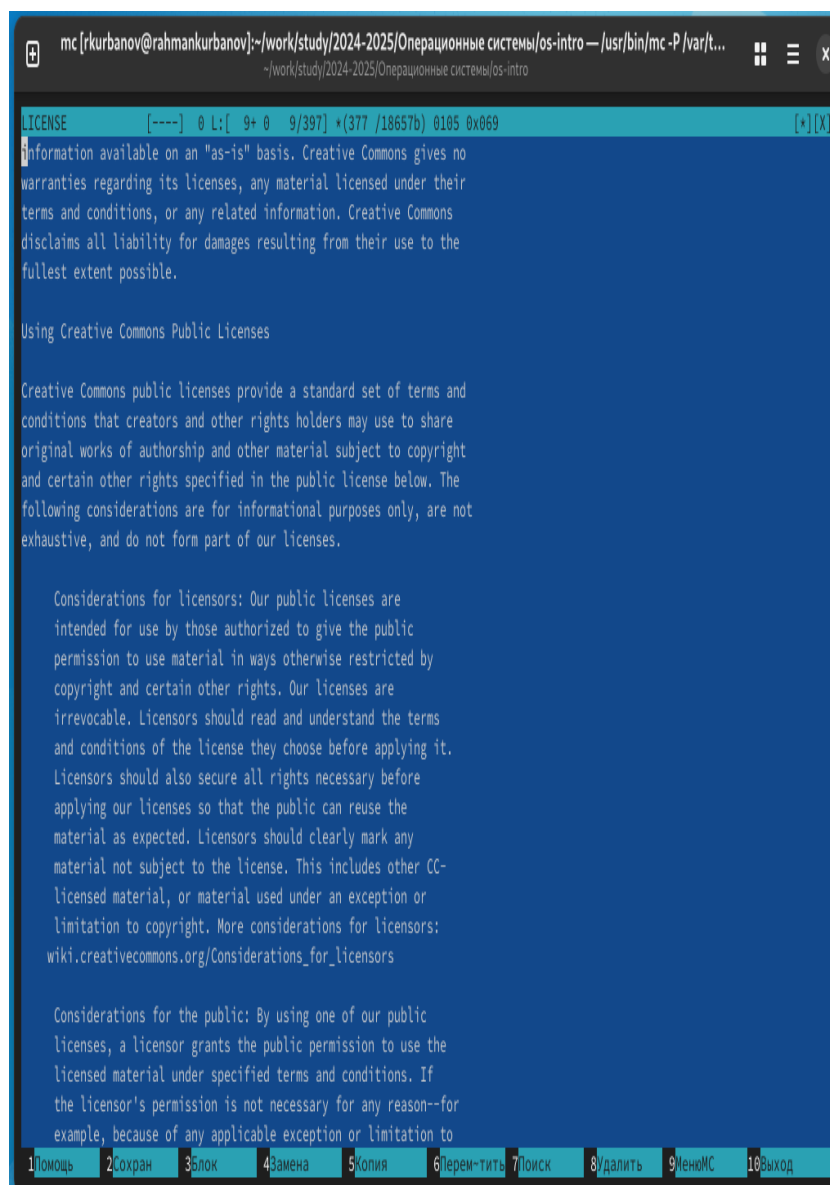 mc [rkurbanov@rahmankurbanov]:~/work/study/2024-2025/Операционные системы/os-intro — /usr/bin/mc -P /var/t...
~/work/study/2024-2025/Операционные системы/os-intro
LICENSE [----] 0 L:[ 9+ 0 9/397] *(377 /18657b) 0105 0x069 [*][X]
information available on an "as-is" basis. Creative Commons gives no
warranties regarding its licenses, any material licensed under their
terms and conditions, or any related information. Creative Commons
disclaims all liability for damages resulting from their use to the
fullest extent possible.
Using Creative Commons Public Licenses
Creative Commons public licenses provide a standard set of terms and
conditions that creators and other rights holders may use to share
original works of authorship and other material subject to copyright
and certain other rights specified in the public license below. The
following considerations are for informational purposes only, are not
exhaustive, and do not form part of our licenses.
Considerations for licensors: Our public licenses are
intended for use by those authorized to give the public
permission to use material in ways otherwise restricted by
copyright and certain other rights. Our licenses are
irrevocable. Licensors should read and understand the terms
and conditions of the license they choose before applying it.
Licensors should also secure all rights necessary before
applying our licenses so that the public can reuse the
material as expected. Licensors should clearly mark any
material not subject to the license. This includes other CC-
licensed material, or material used under an exception or
limitation to copyright. More considerations for licensors:
wiki.creativecommons.org/Considerations_for_licensors
Considerations for the public: By using one of our public
licenses, a licensor grants the public permission to use the
licensed material under specified terms and conditions. If
the licensor's permission is not necessary for any reason--for
example, because of any applicable exception or limitation to
1Помощь 2Сохран 3Блок 4Замена 5Копия 6Перем~тить 7Поиск 8Удалить 9МенюМС 10Выход